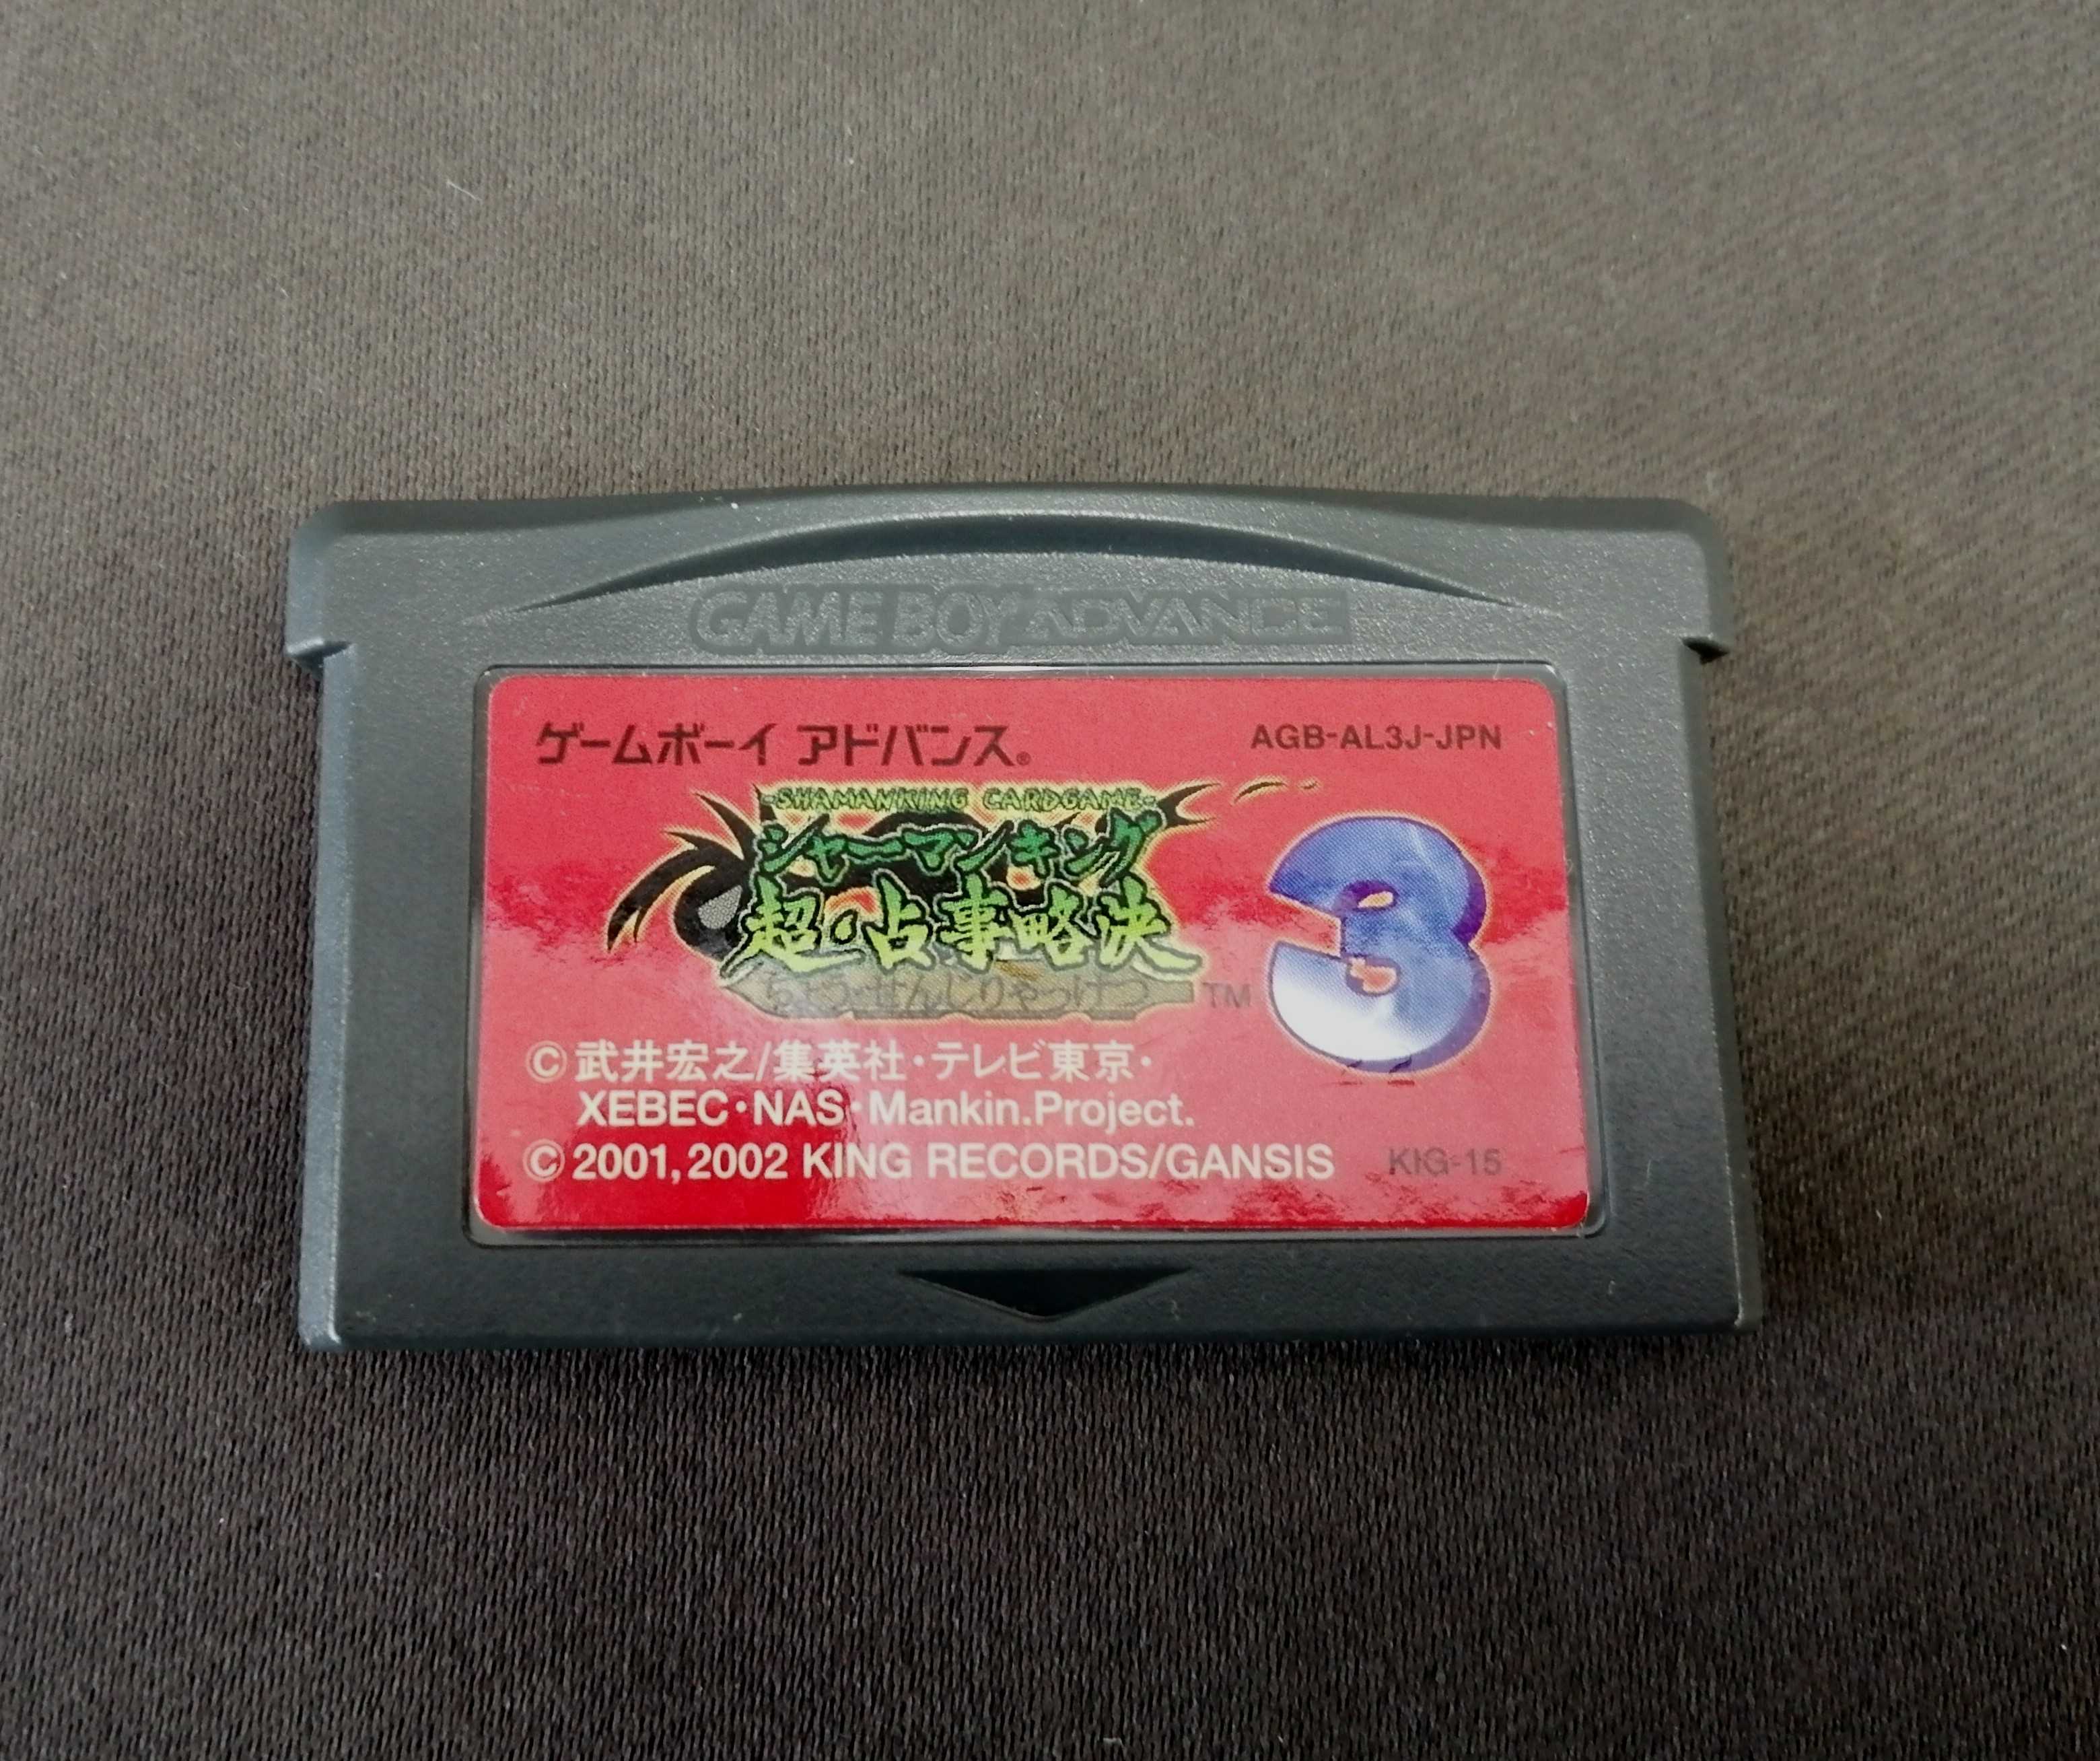 GAME BOY ADVANCE
ゲームボーイ アドバンス®
AGB-AL3J-JPN
-SHAMANKING CARDGAME-
シャーマンキング
超・占事略決
ちょう・せんじりゃっけつ
TM
3
© 武井宏之/集英社・テレビ東京・
XEBEC・NAS・Mankin.Project.
© 2001,2002 KING RECORDS/GANSIS
KIG-15